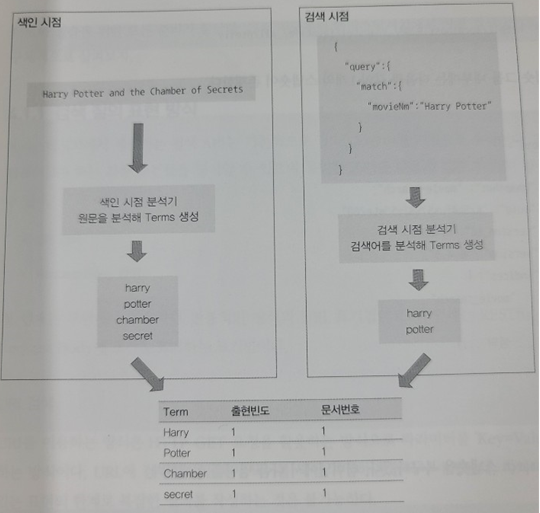 색인 시점
Harry Potter and the Chamber of Secrets
색인 시점 분석기
원문을 분석해 Terms 생성
harry
potter
chamber
secret
검색 시점
{
"query":{
"match":{
"movieNm":"Harry Potter"
}
}
}
검색 시점 분석기
검색어를 분석해 Terms 생성
harry
potter
Term 출현빈도 문서번호
Harry 1 1
Potter 1 1
Chamber 1 1
secret 1 1